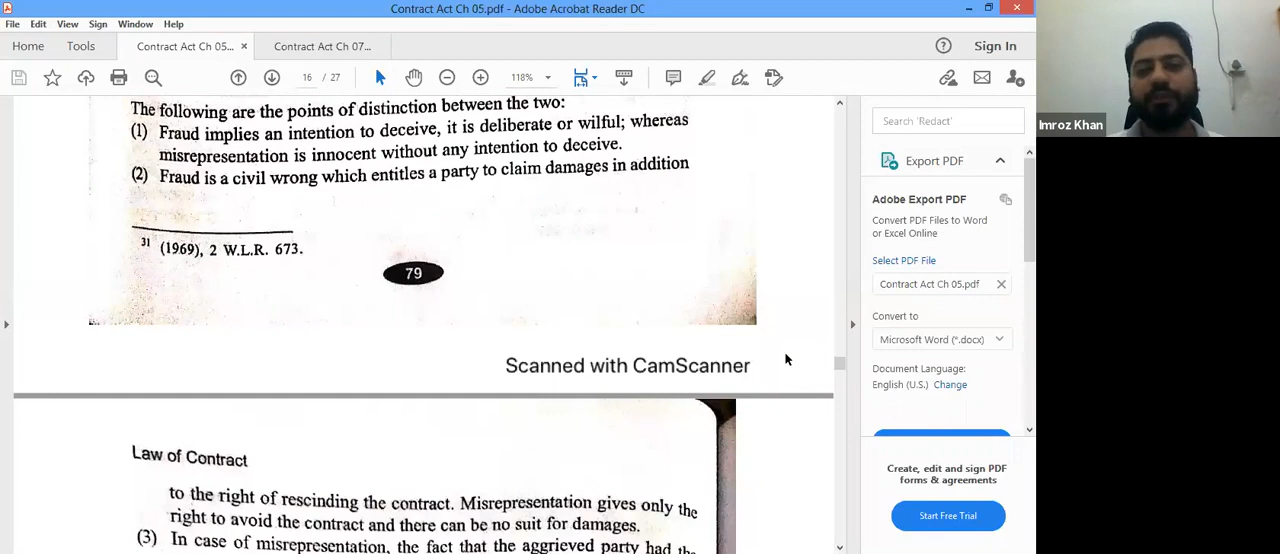 Contract Act Ch 05.pdf - Adobe Acrobat Reader DC
File Edit View Sign Window Help
Home Tools Contract Act Ch 05... × Contract Act Ch 07... Sign In
16 / 27 118%
The following are the points of distinction between the two:
(1) Fraud implies an intention to deceive, it is deliberate or wilful; whereas
misrepresentation is innocent without any intention to deceive.
(2) Fraud is a civil wrong which entitles a party to claim damages in addition
31 (1969), 2 W.L.R. 673.
79
Scanned with CamScanner
Law of Contract
to the right of rescinding the contract. Misrepresentation gives only the
right to avoid the contract and there can be no suit for damages.
(3) In case of misrepresentation, the fact that the aggrieved party had the
Search 'Redact'
Export PDF
Adobe Export PDF
Convert PDF Files to Word
or Excel Online
Select PDF File
Contract Act Ch 05.pdf
Convert to
Microsoft Word (*.docx)
Document Language:
English (U.S.) Change
Create, edit and sign PDF
forms & agreements
Start Free Trial
Imroz Khan